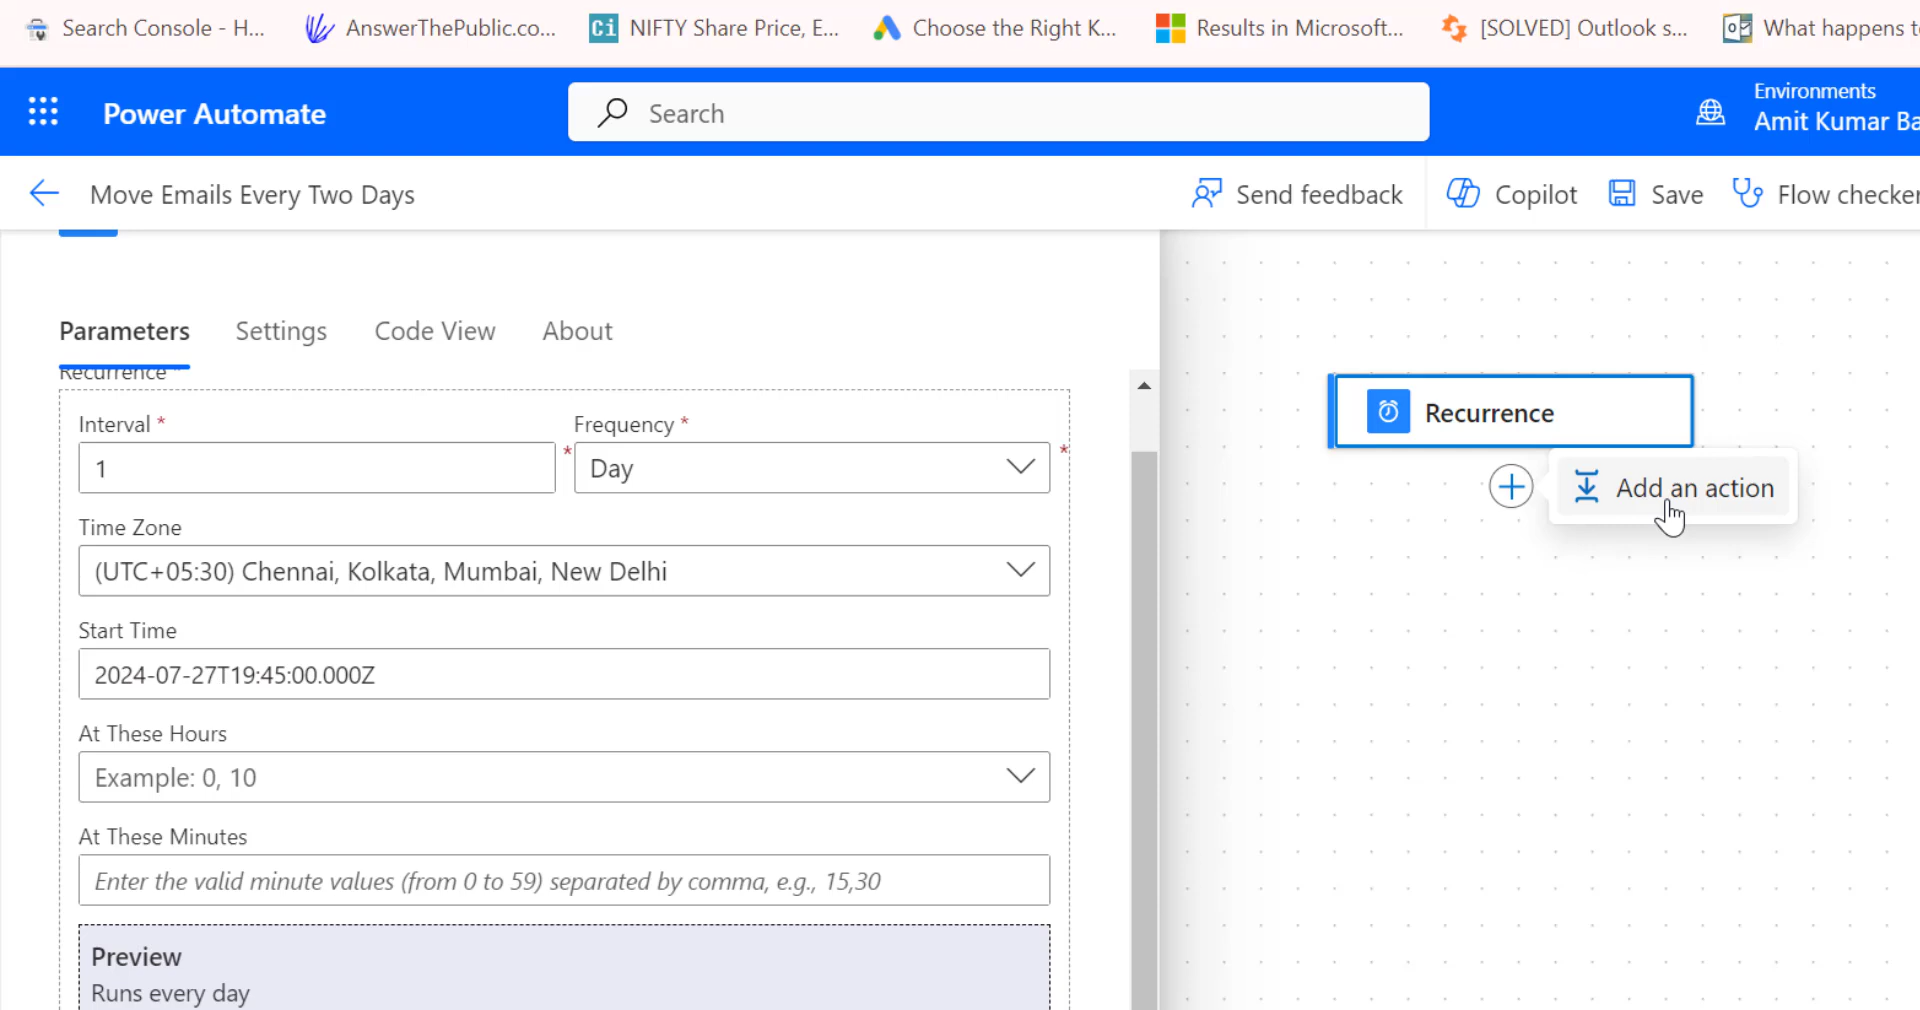 Search Console - H...
AnswerThePublic.co...
Ci
NIFTY Share Price, E...
Choose the Right K...
Results in Microsoft...
[SOLVED] Outlook s...
What happens to
Power Automate
Search
Environments
Amit Kumar Ba
Move Emails Every Two Days
Send feedback
Copilot
Save
Flow checker
Parameters
Settings
Code View
About
Recurrence *
Interval *
Frequency *
1
*
Day
*
Time Zone
(UTC+05:30) Chennai, Kolkata, Mumbai, New Delhi
Start Time
2024-07-27T19:45:00.000Z
At These Hours
Example: 0, 10
At These Minutes
Enter the valid minute values (from 0 to 59) separated by comma, e.g., 15,30
Preview
Runs every day
Recurrence
Add an action